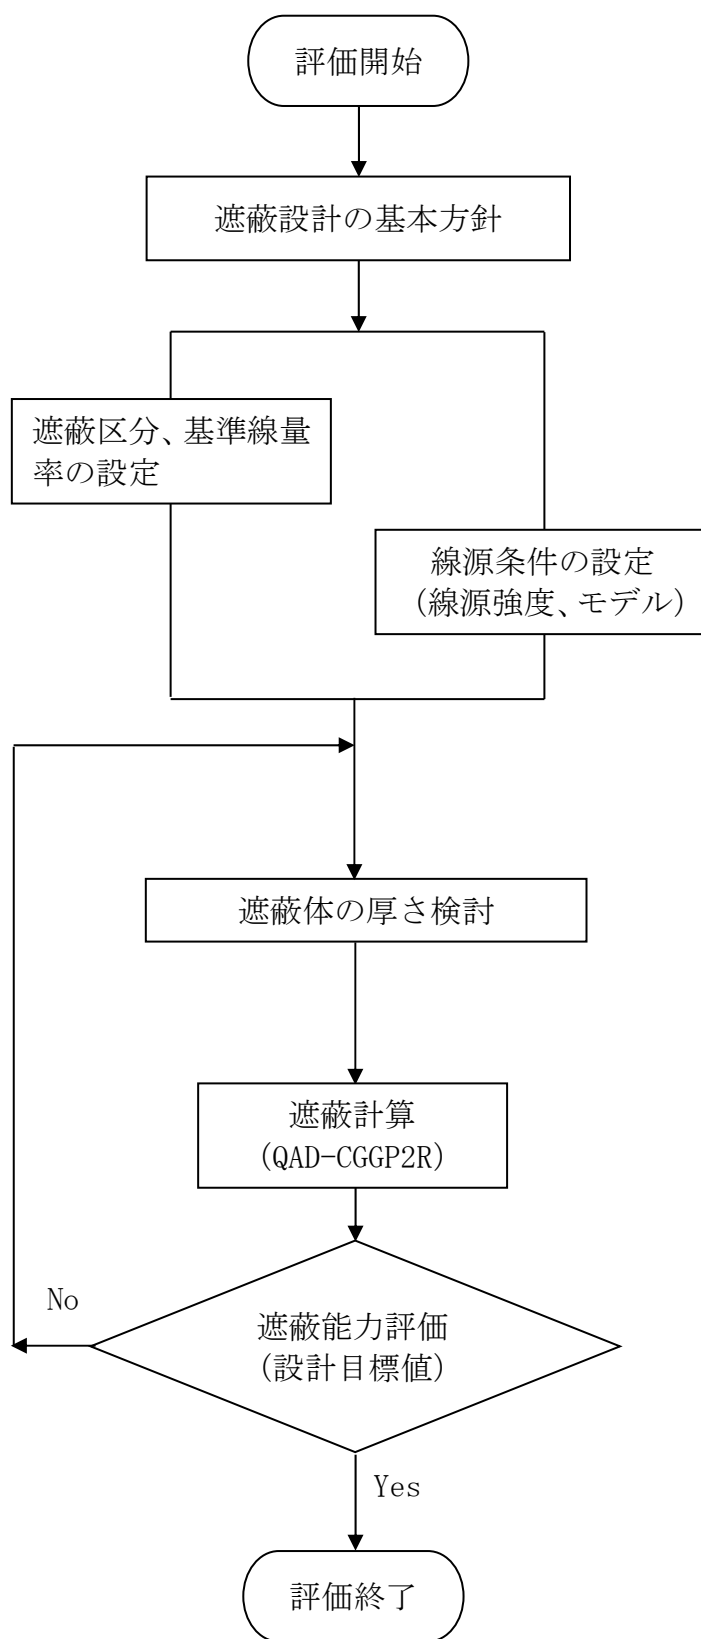 評価開始
遮蔽設計の基本方針
遮蔽区分、基準線量
率の設定
線源条件の設定
(線源強度、モデル)
遮蔽体の厚さ検討
遮蔽計算
(QAD-CGGP2R)
No
遮蔽能力評価
(設計目標値)
Yes
評価終了